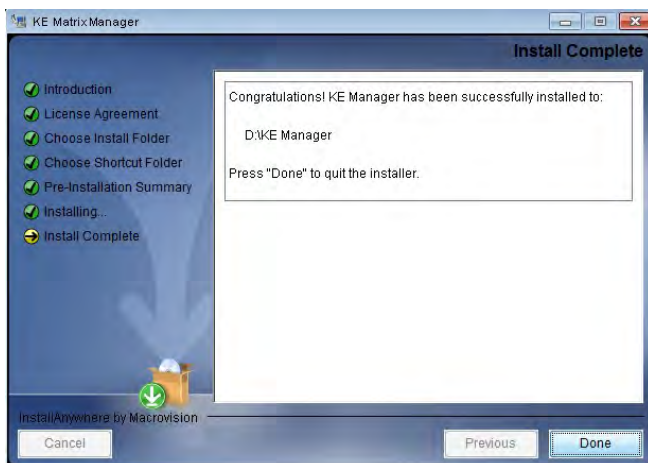 KE MatrixManager
Install Complete
Introduction
License Agreement
Choose Install Folder
Choose Shortcut Folder
Pre-Installation Summary
Installing...
Install Complete
Congratulations! KE Manager has been successfully installed to:
D:\KE Manager
Press "Done" to quit the installer.
InstallAnywhere by Macrovision
Cancel
Previous
Done